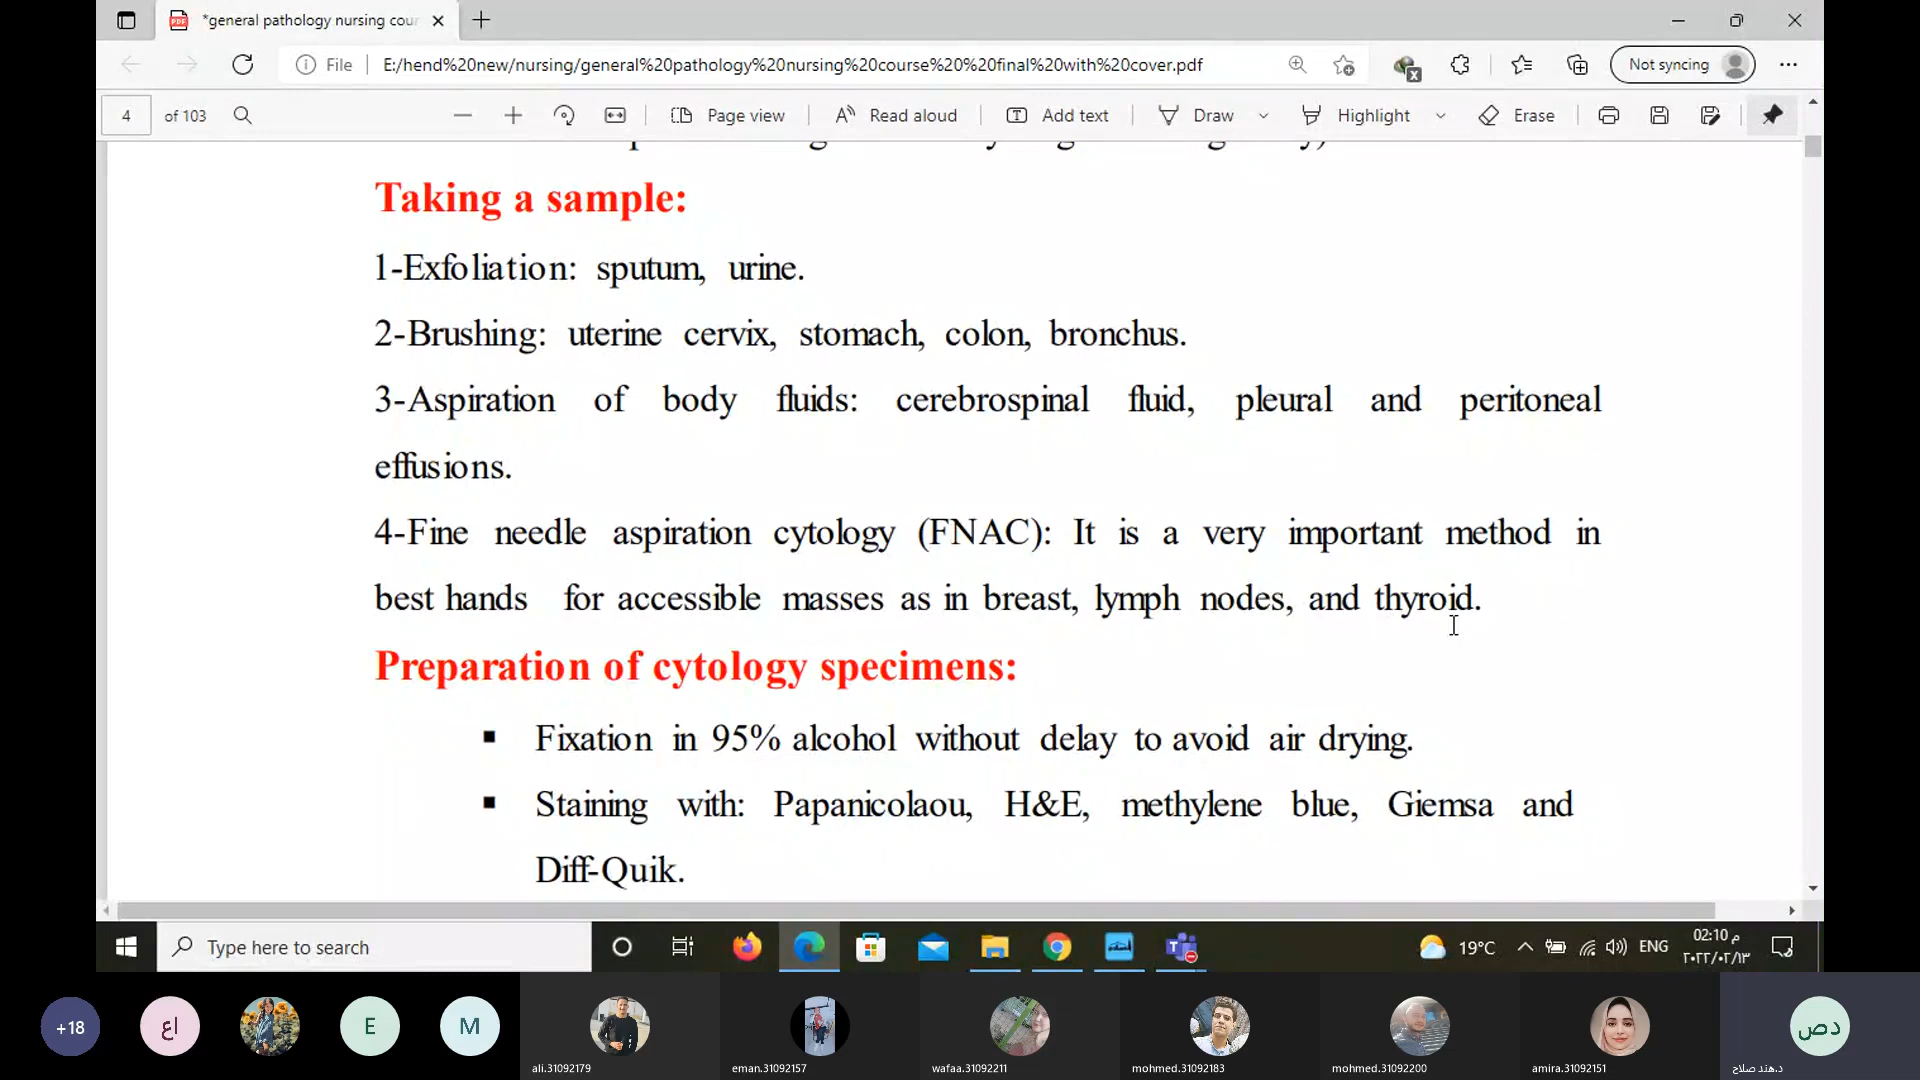 *general pathology nursing cou
File
E:/hend%20new/nursing/general%20pathology%20nursing%20course%20%20final%20with%20cover.pdf
Not syncing
4
of 103
Page view
Read aloud
Add text
Draw
Highlight
Erase
Taking a sample:
1-Exfoliation: sputum, urine.
2-Brushing: uterine cervix, stomach, colon, bronchus.
3-Aspiration of body fluids: cerebrospinal fluid, pleural and peritoneal
effusions.
4-Fine needle aspiration cytology (FNAC): It is a very important method in
best hands for accessible masses as in breast, lymph nodes, and thyroid.
Preparation of cytology specimens:
▪ Fixation in 95% alcohol without delay to avoid air drying.
▪ Staining with: Papanicolaou, H&E, methylene blue, Giemsa and
Diff-Quik.
Type here to search
19°C
ENG
02:10 م
٢٠٢٢/٠٢/١٣
+18
اع
E
M
دص
ali.31092179
eman.31092157
wafaa.31092211
mohmed.31092183
mohmed.31092200
amira.31092151
د.هند صلاح